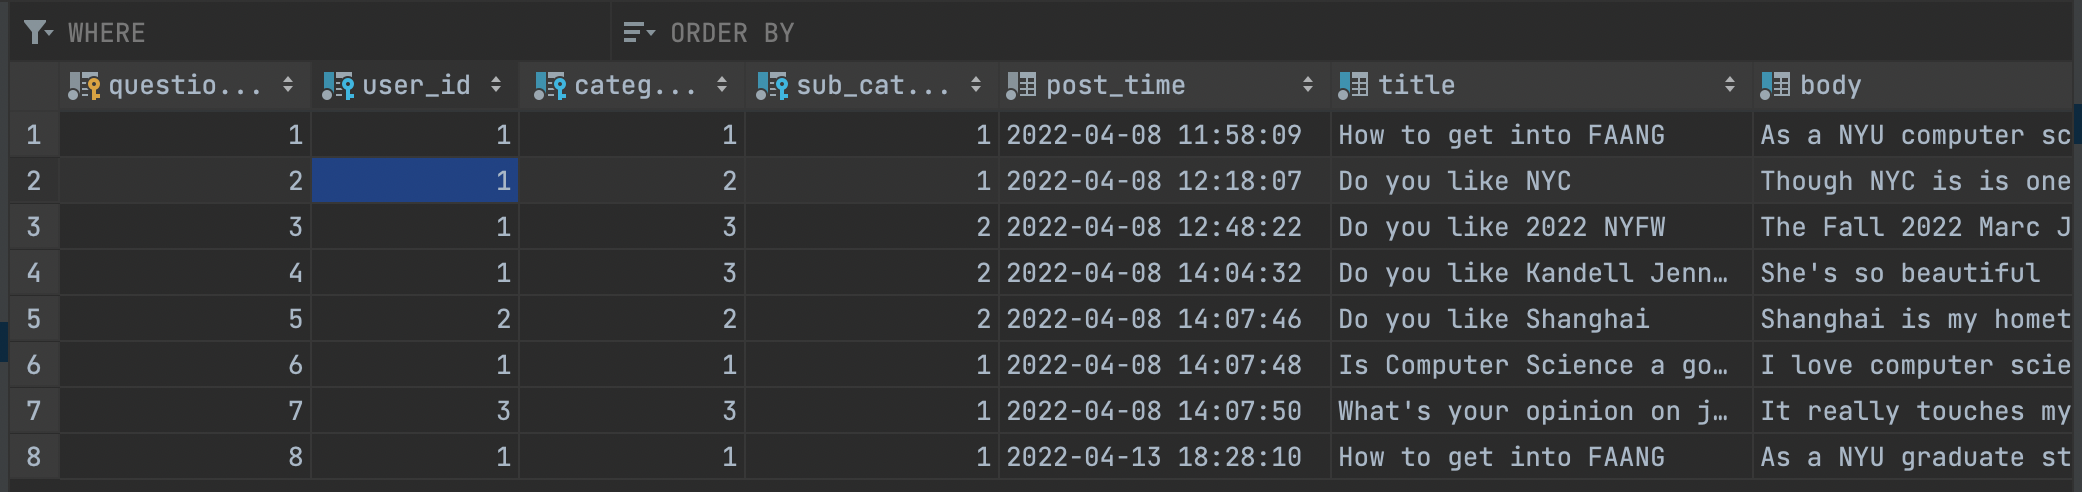 WHERE ORDER BY
questio... user_id categ... sub_cat... post_time title body
1 1 1 1 1 2022-04-08 11:58:09 How to get into FAANG As a NYU computer sc
2 2 1 2 1 2022-04-08 12:18:07 Do you like NYC Though NYC is is one
3 3 1 3 2 2022-04-08 12:48:22 Do you like 2022 NYFW The Fall 2022 Marc J
4 4 1 3 2 2022-04-08 14:04:32 Do you like Kandell Jenn… She's so beautiful
5 5 2 2 2 2022-04-08 14:07:46 Do you like Shanghai Shanghai is my homet
6 6 1 1 1 2022-04-08 14:07:48 Is Computer Science a go… I love computer scie
7 7 3 3 1 2022-04-08 14:07:50 What's your opinion on j… It really touches my
8 8 1 1 1 2022-04-13 18:28:10 How to get into FAANG As a NYU graduate st